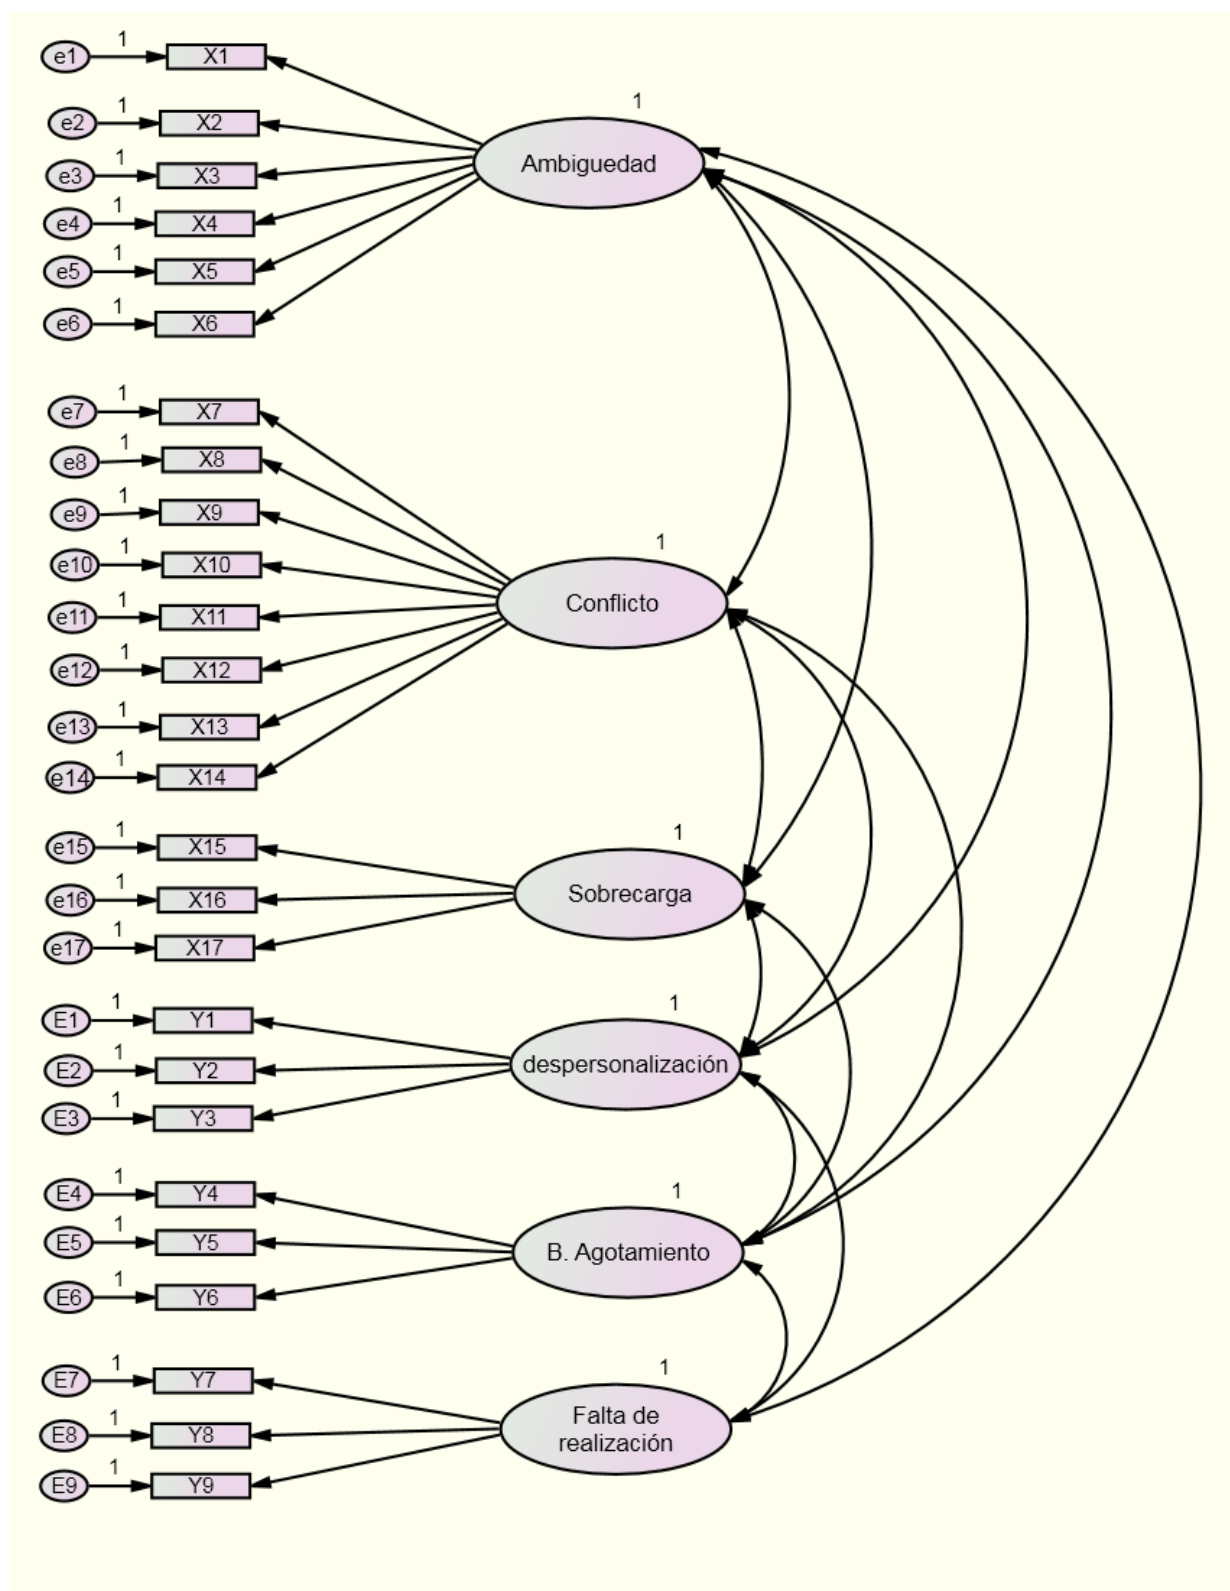 1
e1 X1
1
Ambiguedad
1
e2 X2
1
e3 X3
1
e4 X4
1
e5 X5
1
e6 X6
1
e7 X7
1
e8 X8
1
e9 X9
1
e10 X10
1
Conflicto
1
e11 X11
1
e12 X12
1
e13 X13
1
e14 X14
1
e15 X15
1
Sobrecarga
1
e16 X16
1
e17 X17
1
E1 Y1
1
despersonalización
1
E2 Y2
1
E3 Y3
1
E4 Y4
1
B. Agotamiento
1
E5 Y5
1
E6 Y6
1
E7 Y7
1
Falta de
realización
1
E8 Y8
1
E9 Y9